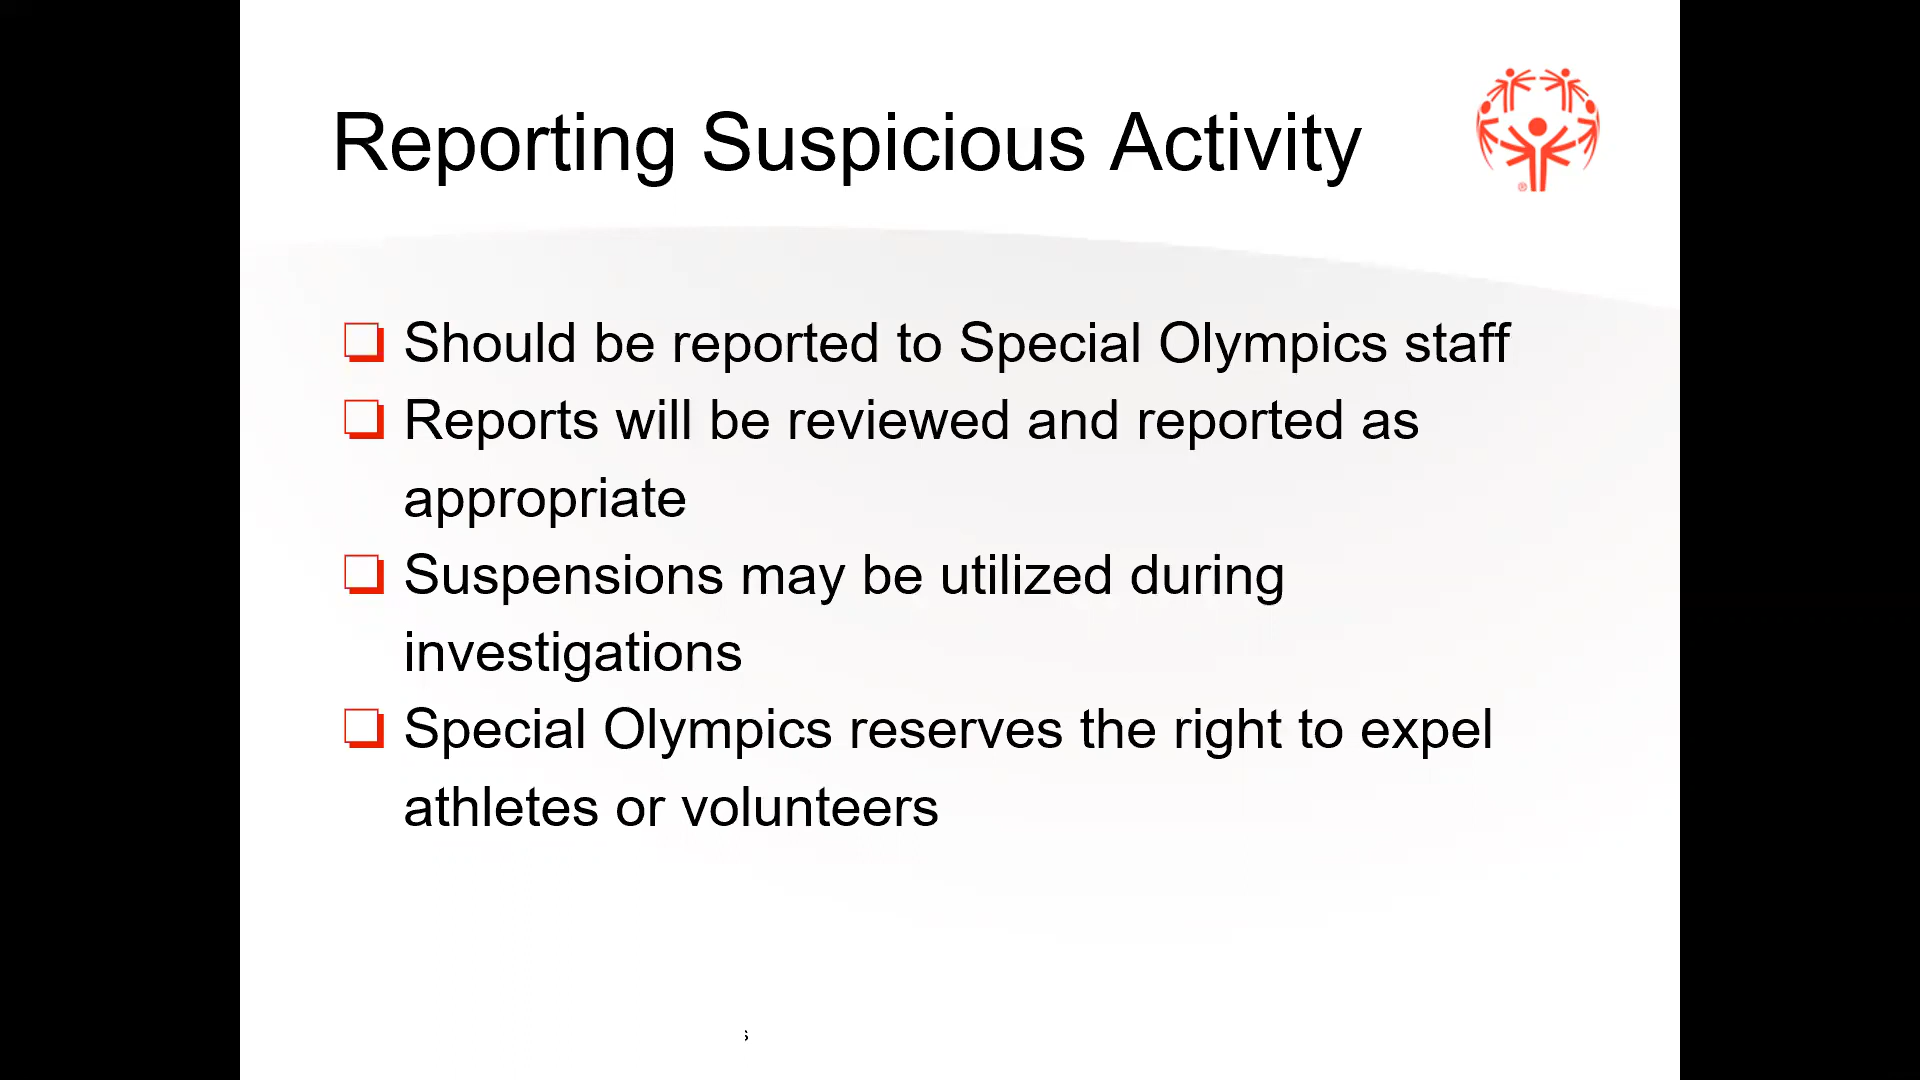 Reporting Suspicious Activity
®
Should be reported to Special Olympics staff
Reports will be reviewed and reported as
appropriate
Suspensions may be utilized during
investigations
Special Olympics reserves the right to expel
athletes or volunteers